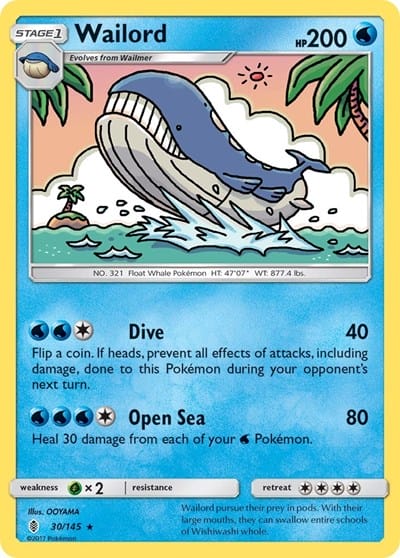 STAGE 1 Wailord HP 200
Evolves from Wailmer
NO. 321 Float Whale Pokémon HT: 47'07" WT: 877.4 lbs.
Dive 40
Flip a coin. If heads, prevent all effects of attacks, including
damage, done to this Pokémon during your opponent's
next turn.
Open Sea 80
Heal 30 damage from each of your Pokémon.
weakness ×2 resistance retreat
Illus. OOYAMA
30/145 ★
©2017 Pokémon
Wailord pursue their prey in pods. With their
large mouths, they can swallow entire schools
of Wishiwashi whole.